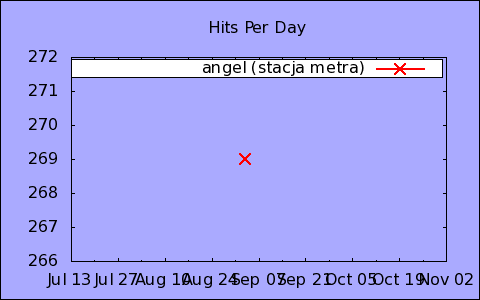 Hits Per Day
272
angel (stacja metra)
271
270
269
268
267
266
Jul 13 Jul 27 Aug 10 Aug 24 Sep 07 Sep 21 Oct 05 Oct 19 Nov 02